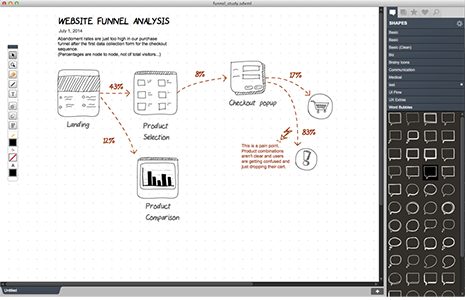 funnel_study.sdxml
WEBSITE FUNNEL ANALYSIS
July 1, 2014
Abandoment rates are just too high in our purchase
funnel after the first data collection form for the checkout
sequence.
(Percentages are node to node, not of total visitors...)
43%
8%
17%
Landing
Product
Selection
Checkout popup
12%
83%
This is a pain point.
Product combinations
aren't clear and users
are getting confused and
just dropping their cart.
Product
Comparison
Untitled
SHAPES
Basic
Basic
Basic (Clean)
Brainy Icons
Communication
Medical
UI Flow
UX Extras
Word Bubbles